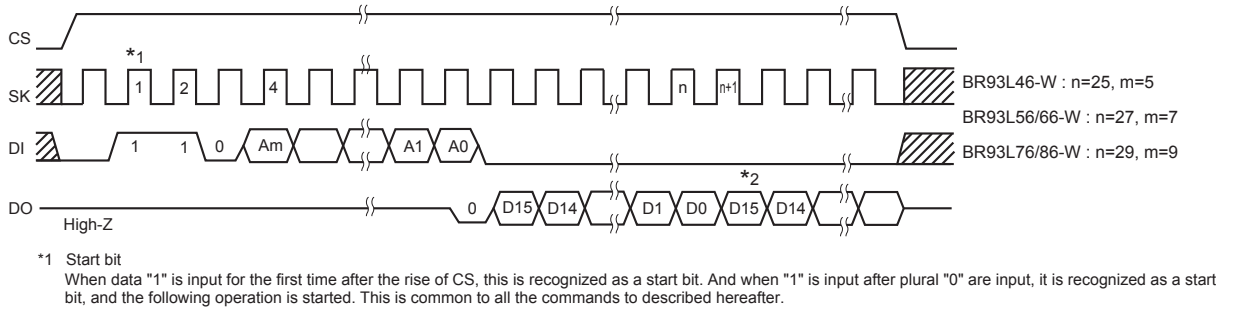 CS
*1
SK 1 2 4 n n+1
BR93L46-W : n=25, m=5
BR93L56/66-W : n=27, m=7
DI 1 1 0 Am A1 A0
BR93L76/86-W : n=29, m=9
*2
DO 0 D15 D14 D1 D0 D15 D14
High-Z
*1 Start bit
When data "1" is input for the first time after the rise of CS, this is recognized as a start bit. And when "1" is input after plural "0" are input, it is recognized as a start
bit, and the following operation is started. This is common to all the commands to described hereafter.